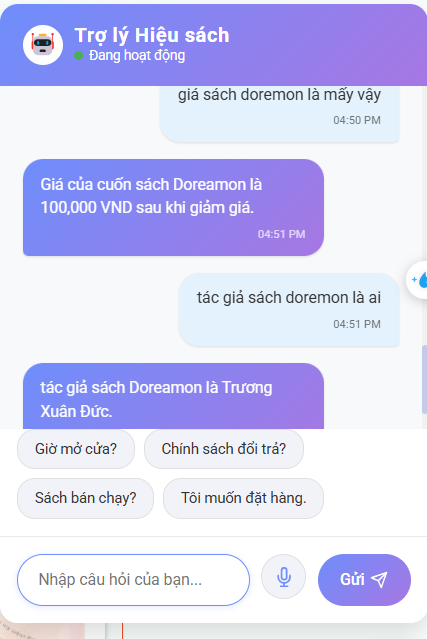 Trợ lý Hiệu sách
Đang hoạt động
giá sách doremon là mấy vậy
04:50 PM
Giá của cuốn sách Doreamon là
100,000 VND sau khi giảm giá.
04:51 PM
tác giả sách doremon là ai
04:51 PM
tác giả sách Doreamon là Trương
Xuân Đức.
Giờ mở cửa?
Chính sách đổi trả?
Sách bán chạy?
Tôi muốn đặt hàng.
Nhập câu hỏi của bạn...
Gửi